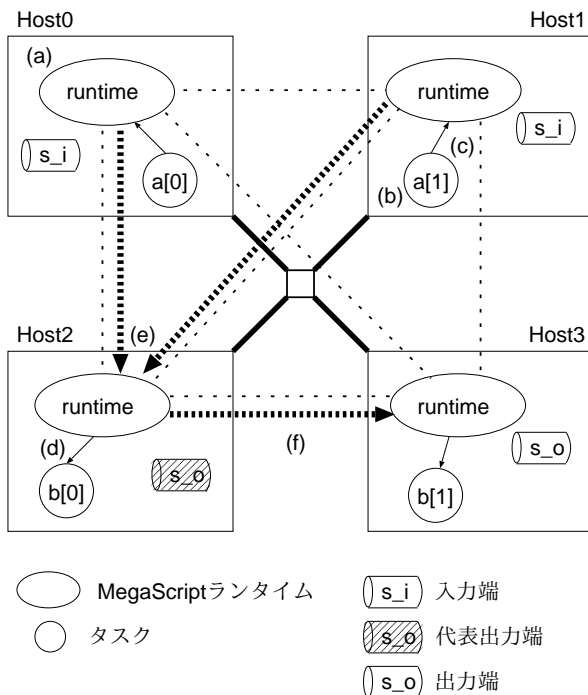 Host0
Host1
(a)
runtime
runtime
s_i
s_i
(c)
a[0]
a[1]
(b)
Host2
Host3
(e)
runtime
runtime
(f)
(d)
s_o
s_o
b[0]
b[1]
MegaScriptランタイム
s_i 入力端
タスク
s_o 代表出力端
s_o 出力端